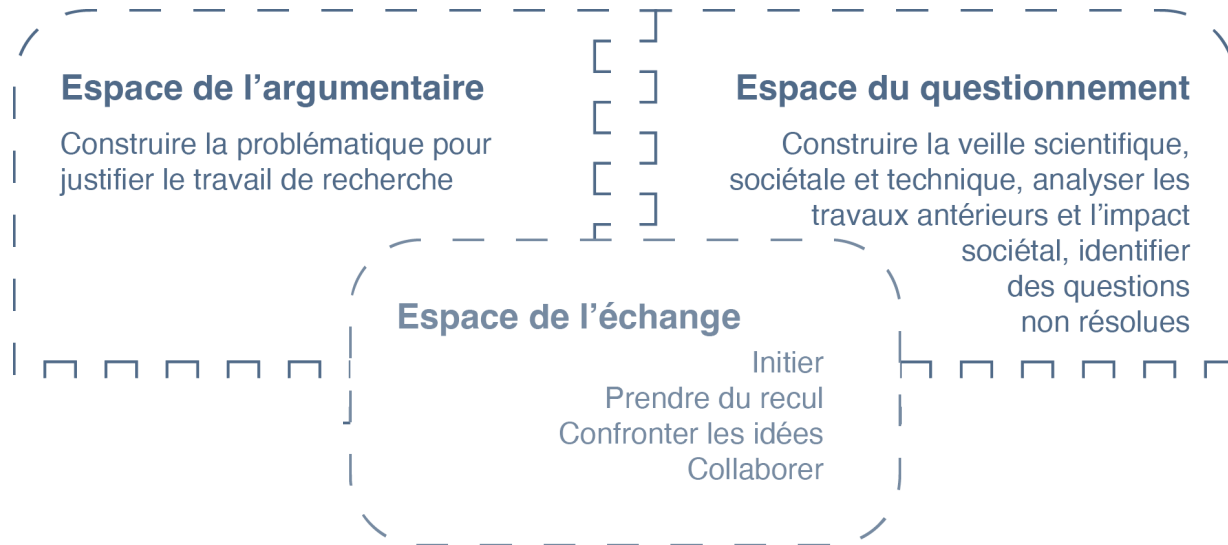 Espace de l’argumentaire
Construire la problématique pour
justifier le travail de recherche
Espace du questionnement
Construire la veille scientifique,
sociétale et technique, analyser les
travaux antérieurs et l’impact
sociétal, identifier
des questions
non résolues
Espace de l’échange
Initier
Prendre du recul
Confronter les idées
Collaborer